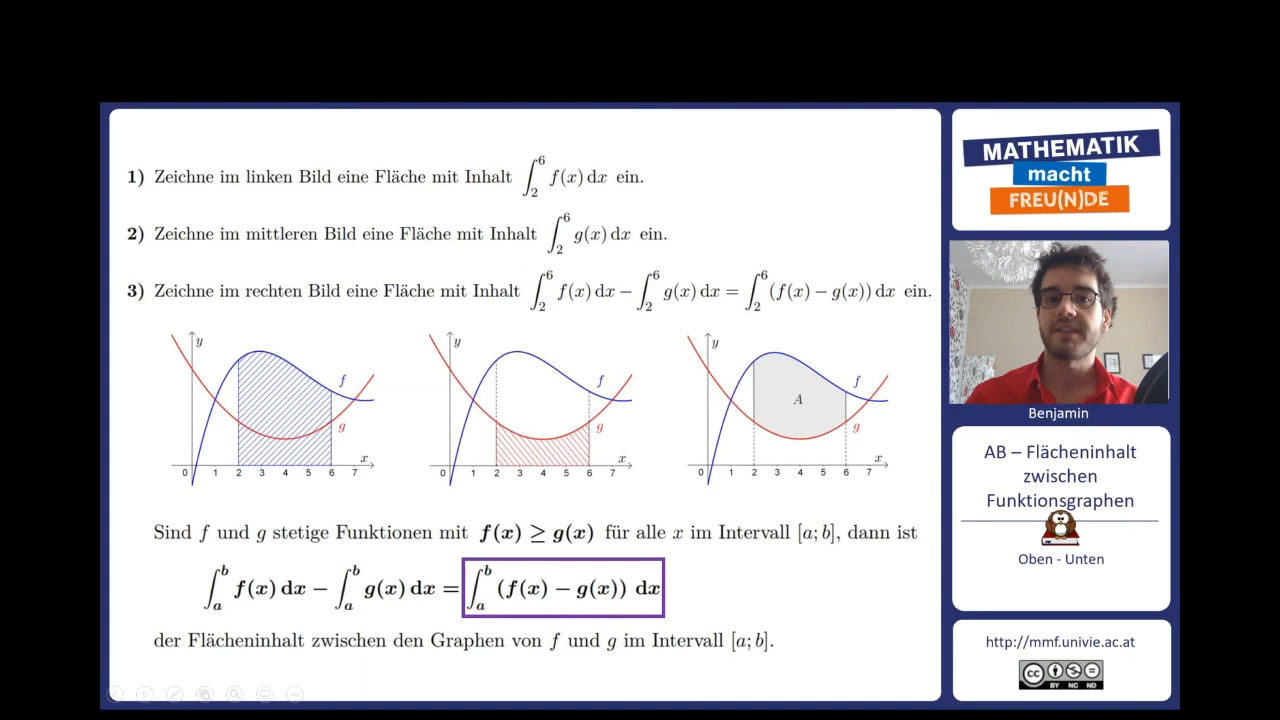 1) Zeichne im linken Bild eine Fläche mit Inhalt ∫₂⁶ f(x) dx ein.
2) Zeichne im mittleren Bild eine Fläche mit Inhalt ∫₂⁶ g(x) dx ein.
3) Zeichne im rechten Bild eine Fläche mit Inhalt ∫₂⁶ f(x) dx − ∫₂⁶ g(x) dx = ∫₂⁶ (f(x) − g(x)) dx ein.
y f g x 0 1 2 3 4 5 6 7
y f g x 0 1 2 3 4 5 6 7
y f A g x 0 1 2 3 4 5 6 7
Sind f und g stetige Funktionen mit f(x) ≥ g(x) für alle x im Intervall [a; b], dann ist
∫ₐᵇ f(x) dx − ∫ₐᵇ g(x) dx = ∫ₐᵇ (f(x) − g(x)) dx
der Flächeninhalt zwischen den Graphen von f und g im Intervall [a; b].
MATHEMATIK
macht
FREU(N)DE
Benjamin
AB – Flächeninhalt
zwischen
Funktionsgraphen
Oben - Unten
http://mmf.univie.ac.at
CC
BY NC ND